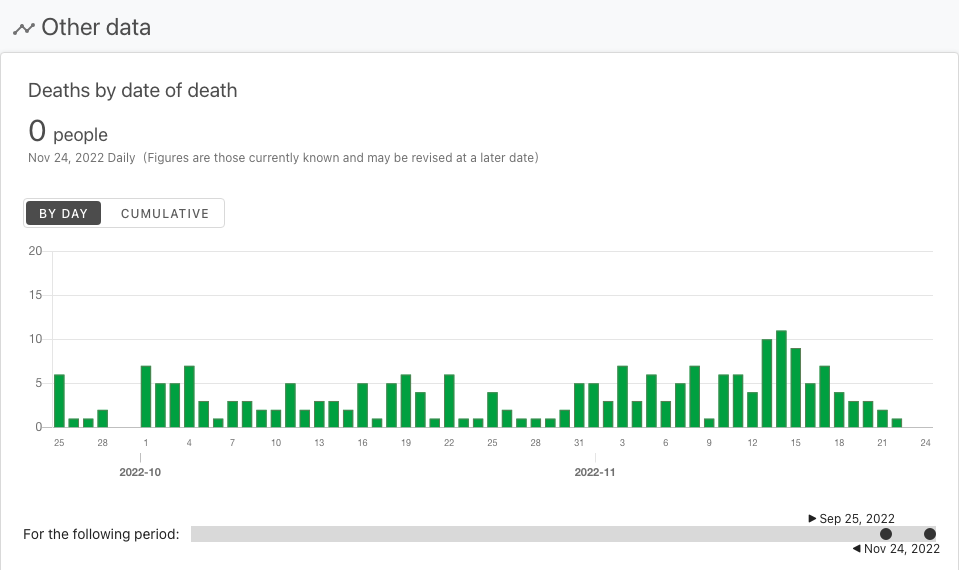 Other data
Deaths by date of death
0 people
Nov 24, 2022 Daily (Figures are those currently known and may be revised at a later date)
BY DAY CUMULATIVE
20
15
10
5
0
25 28 1 4 7 10 13 16 19 22 25 28 31 3 6 9 12 15 18 21 24
2022-10 2022-11
Sep 25, 2022
For the following period:
Nov 24, 2022